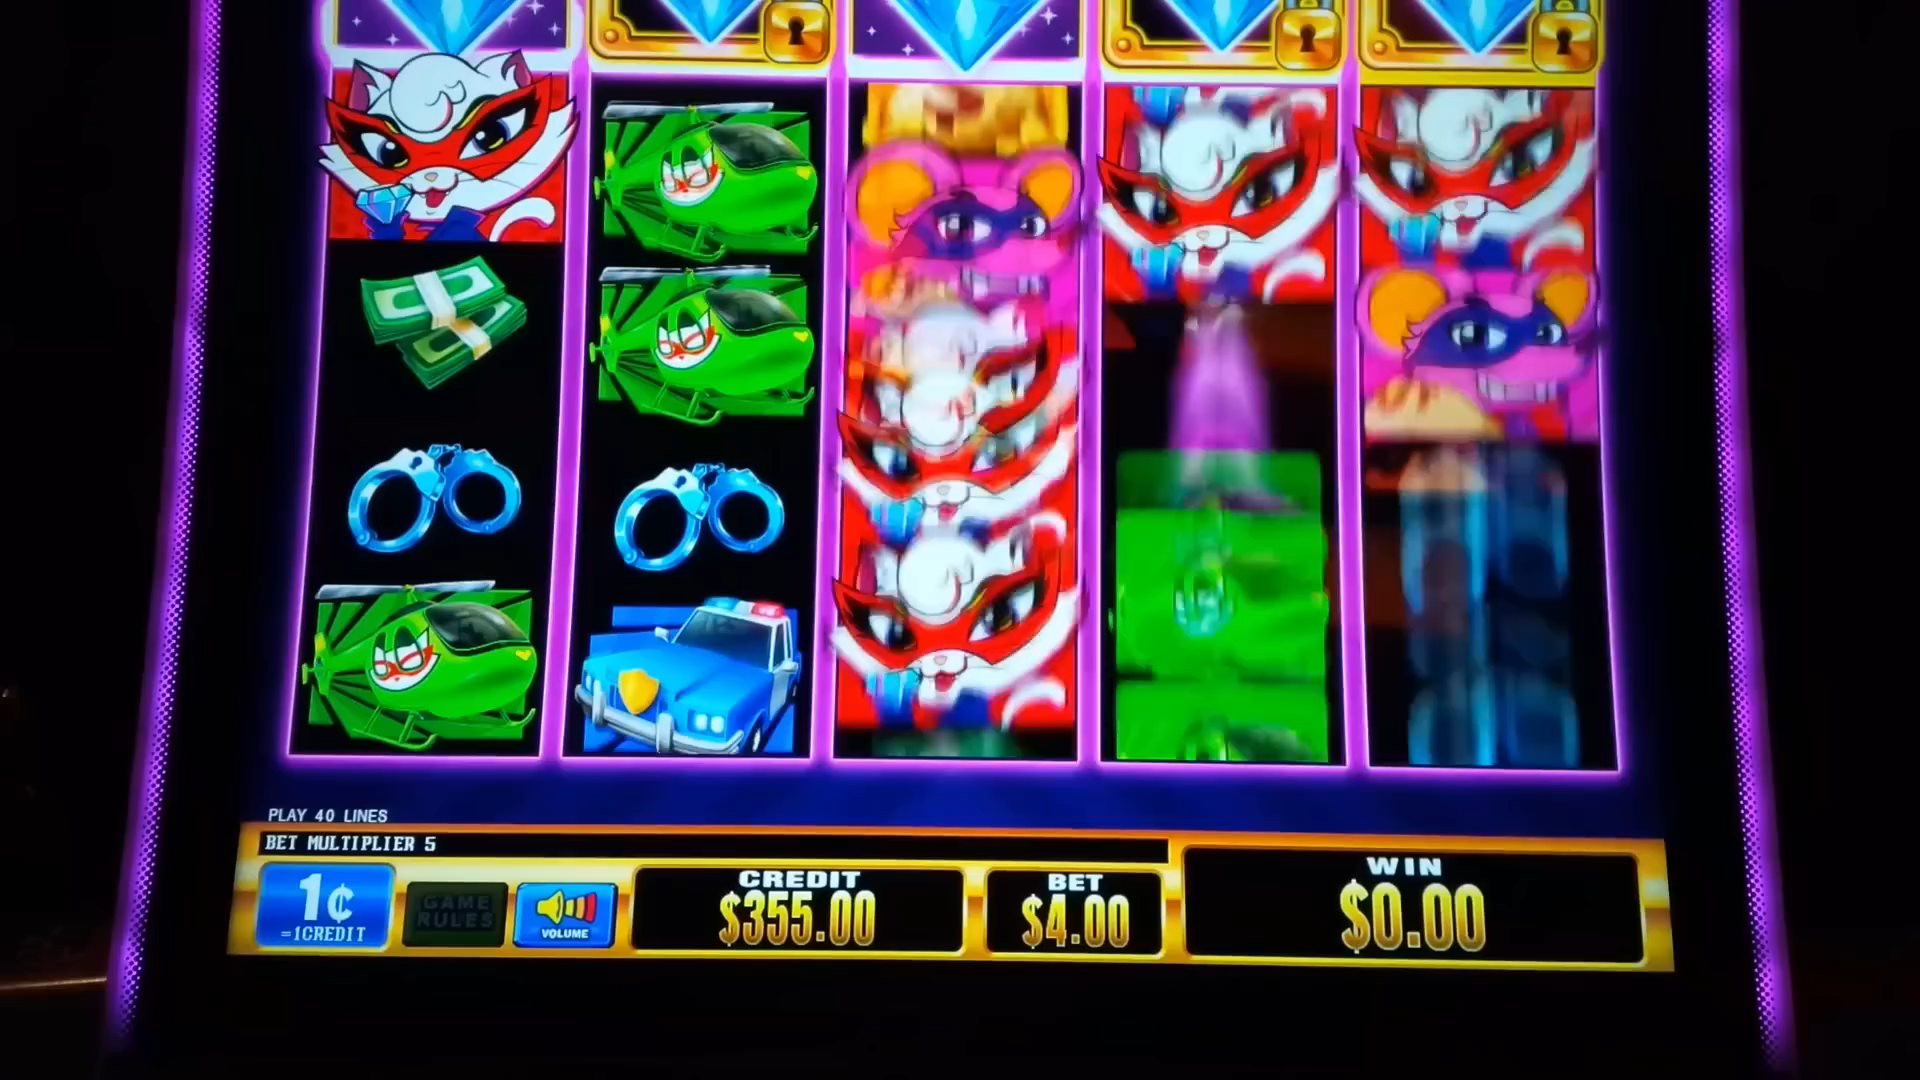 PLAY 40 LINES
BET MULTIPLIER 5
1¢
=1CREDIT
GAME
RULES
VOLUME
CREDIT
$355.00
BET
$4.00
WIN
$0.00